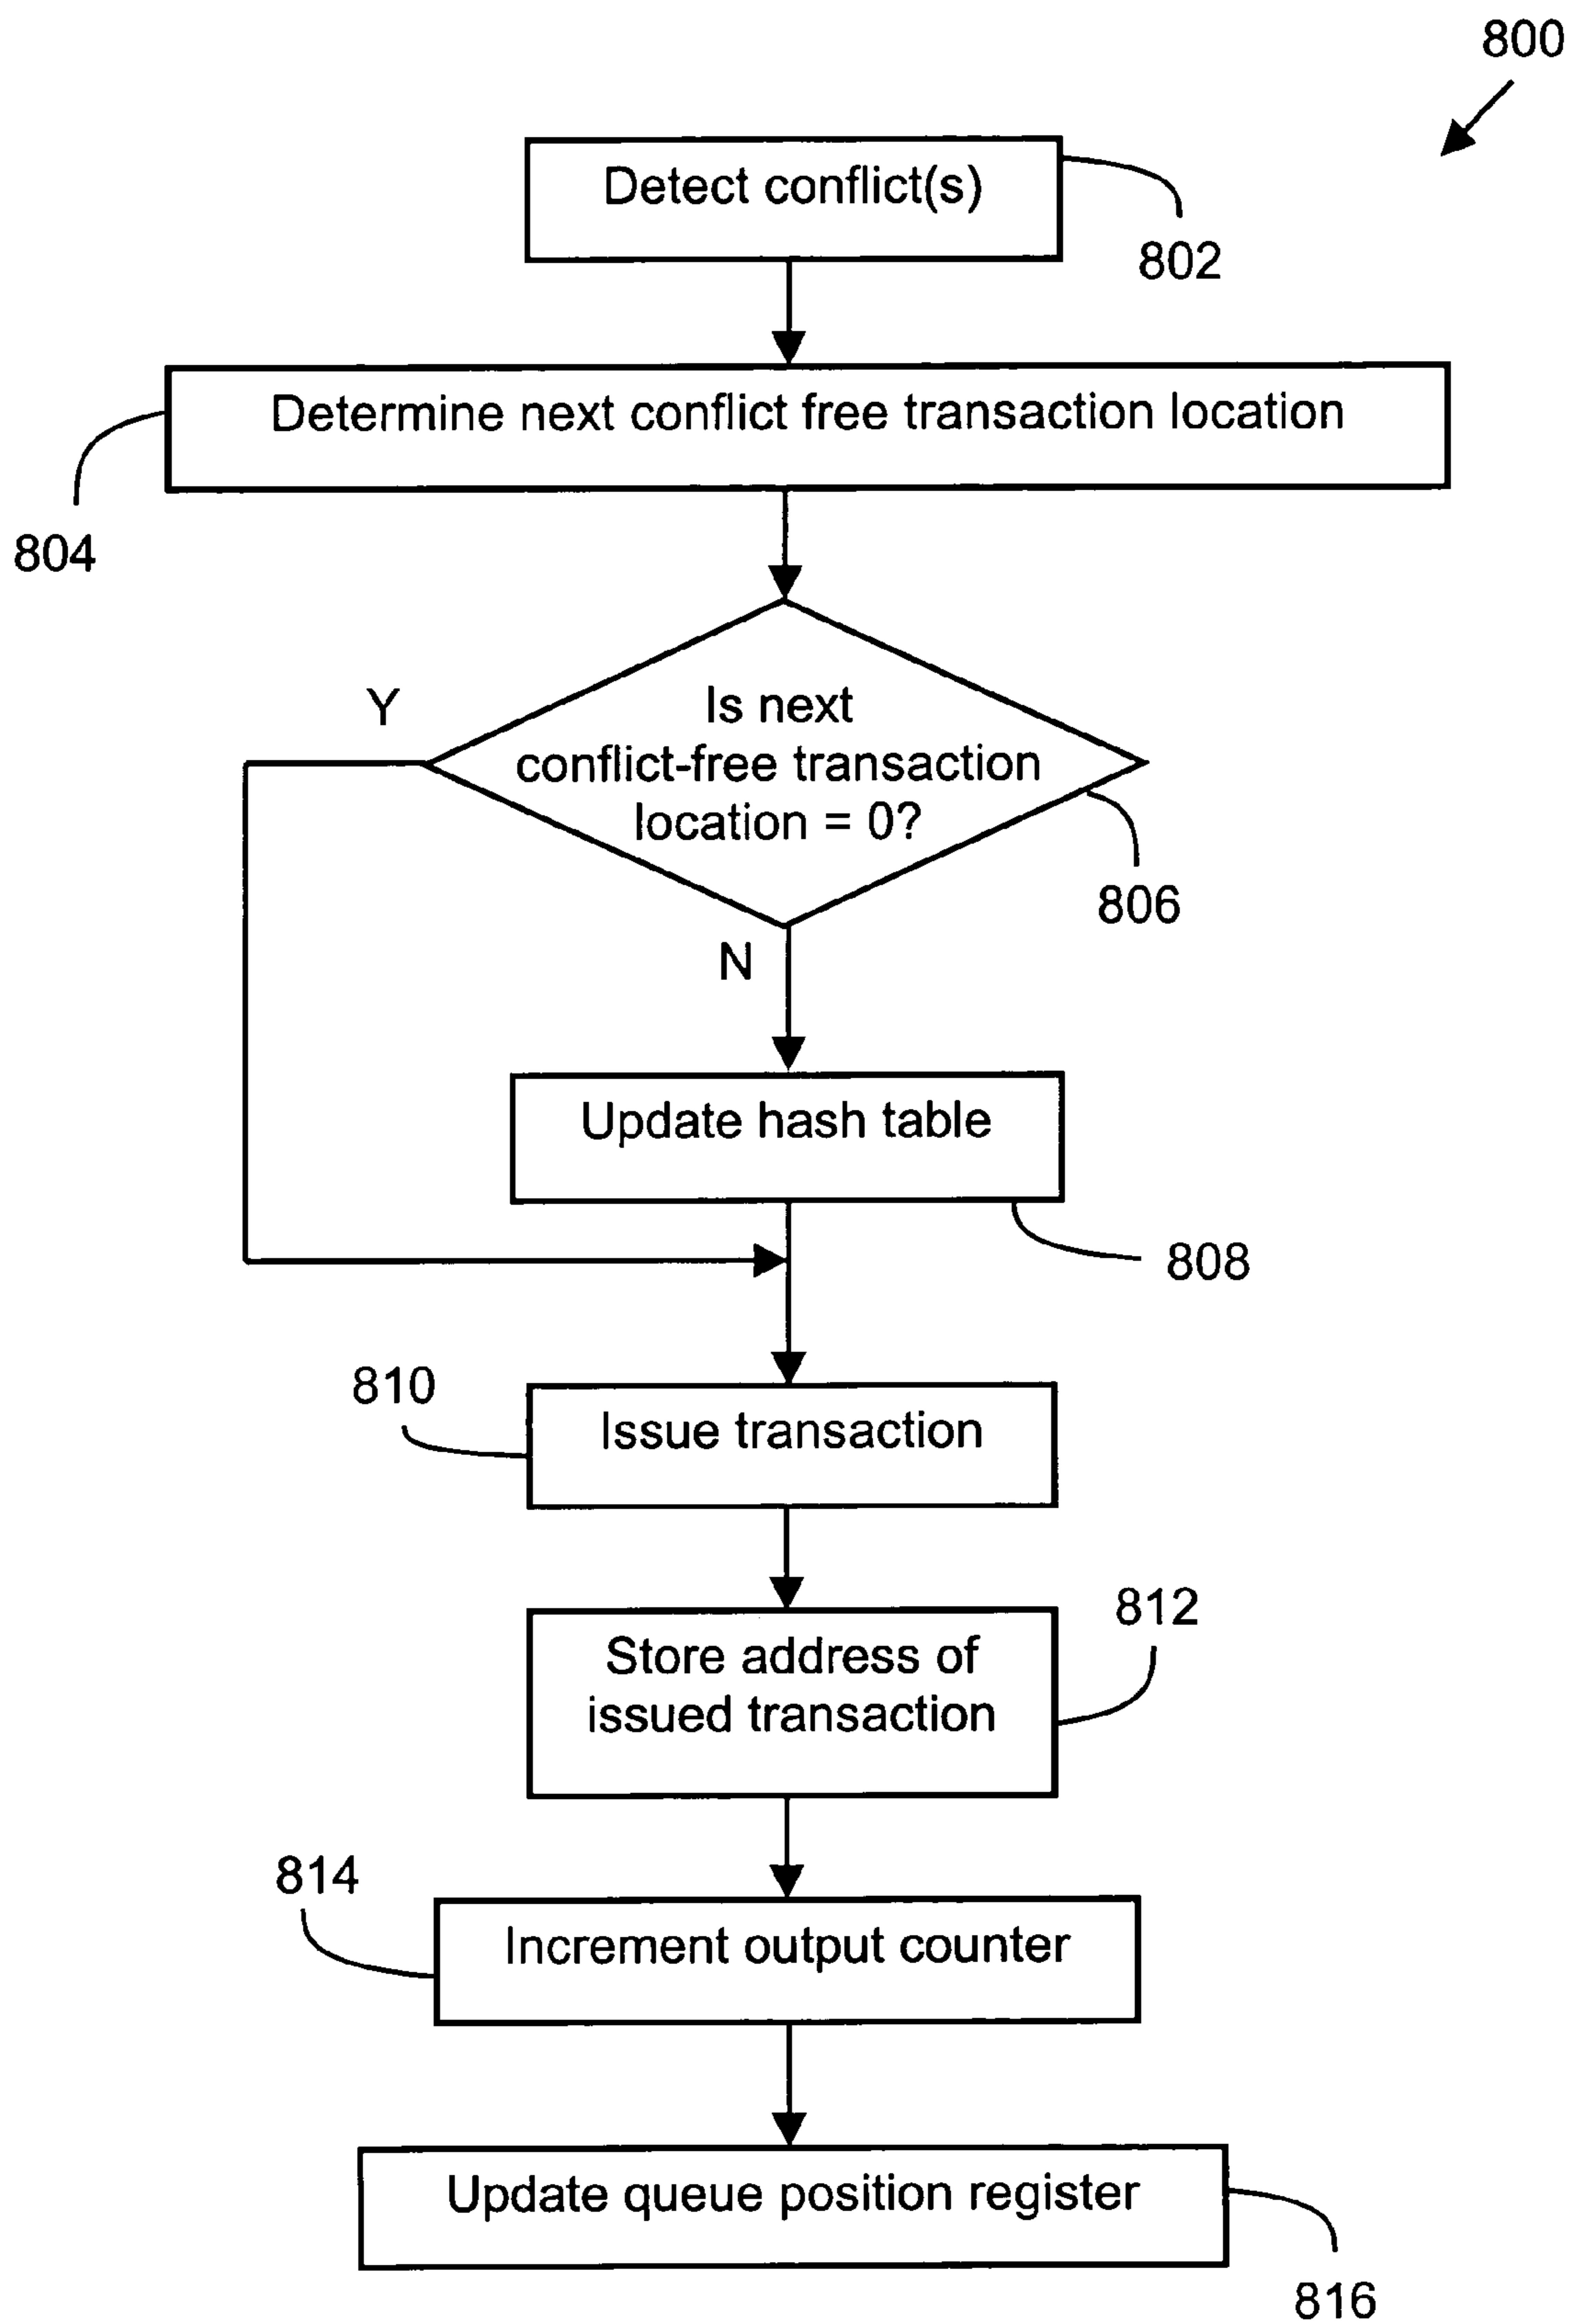 800
Detect conflict(s)
802
Determine next conflict free transaction location
804
Y
Is next
conflict-free transaction
location = 0?
806
N
Update hash table
808
810
Issue transaction
812
Store address of
issued transaction
814
Increment output counter
Update queue position register
816